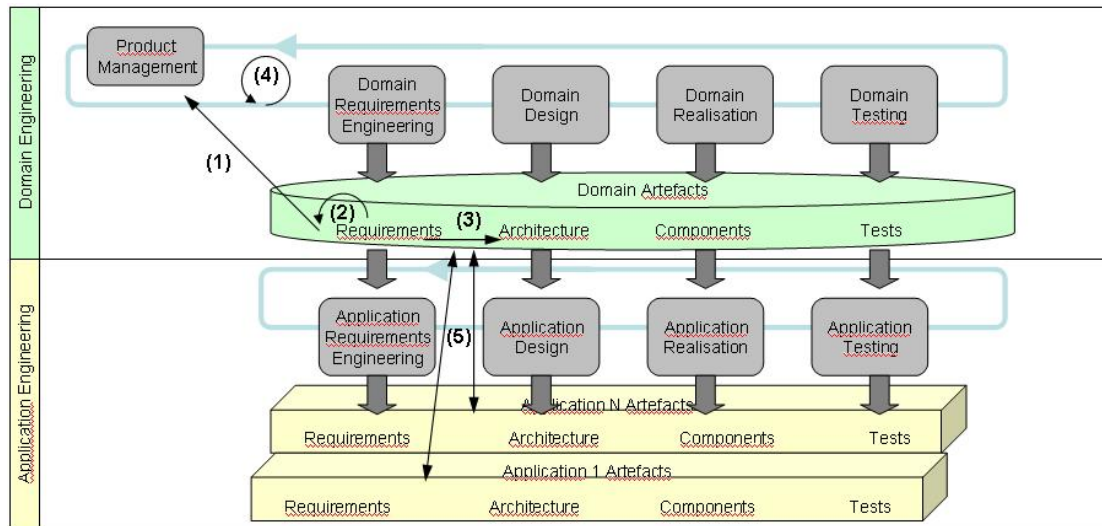 Domain Engineering
Product
Management
(4)
Domain
Requirements
Engineering
Domain
Design
Domain
Realisation
Domain
Testing
(1)
Domain Artefacts
(2)
(3)
Requirements
Architecture
Components
Tests
Application Engineering
Application
Requirements
Engineering
(5)
Application
Design
Application
Realisation
Application
Testing
Application N Artefacts
Requirements
Architecture
Components
Tests
Application 1 Artefacts
Requirements
Architecture
Components
Tests